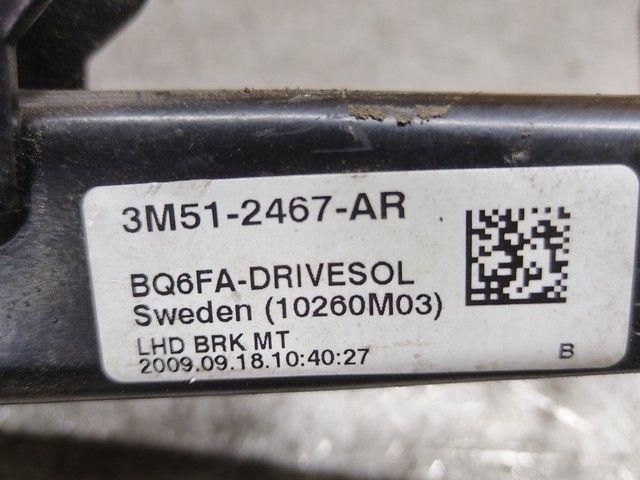 3M51-2467-AR
BQ6FA-DRIVESOL
Sweden (10260M03)
LHD BRK MT
2009.09.18.10:40:27
B